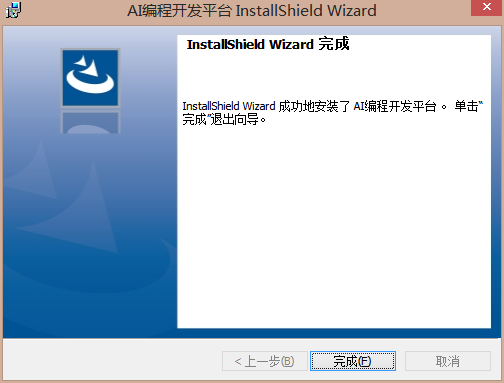 AI编程开发平台 InstallShield Wizard
InstallShield Wizard 完成
InstallShield Wizard 成功地安装了 AI编程开发平台 。 单击“
完成”退出向导。
< 上一步(B)
完成(F)
取消